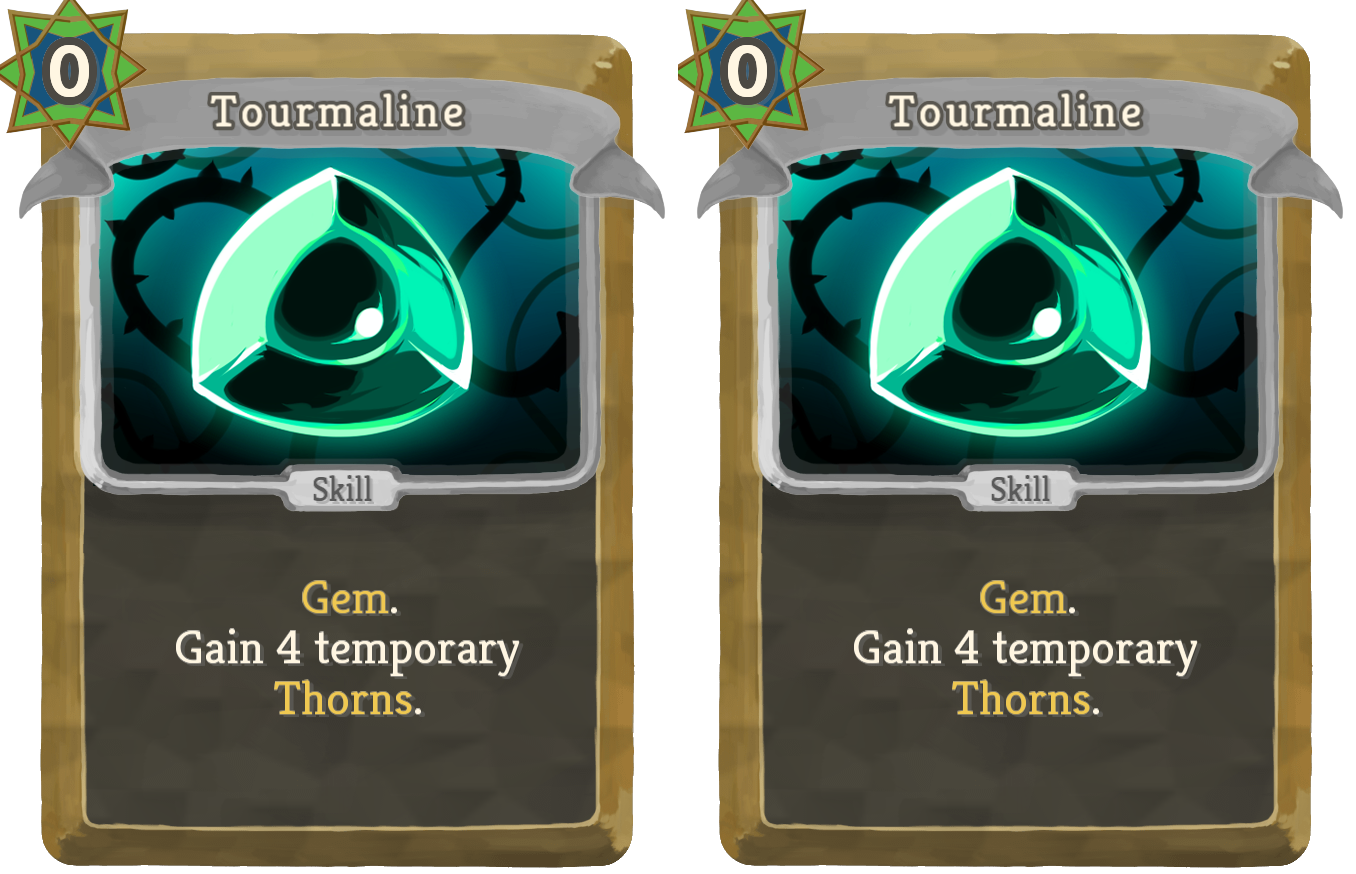 0
Tourmaline
Skill
Gem.
Gain 4 temporary
Thorns.
0
Tourmaline
Skill
Gem.
Gain 4 temporary
Thorns.